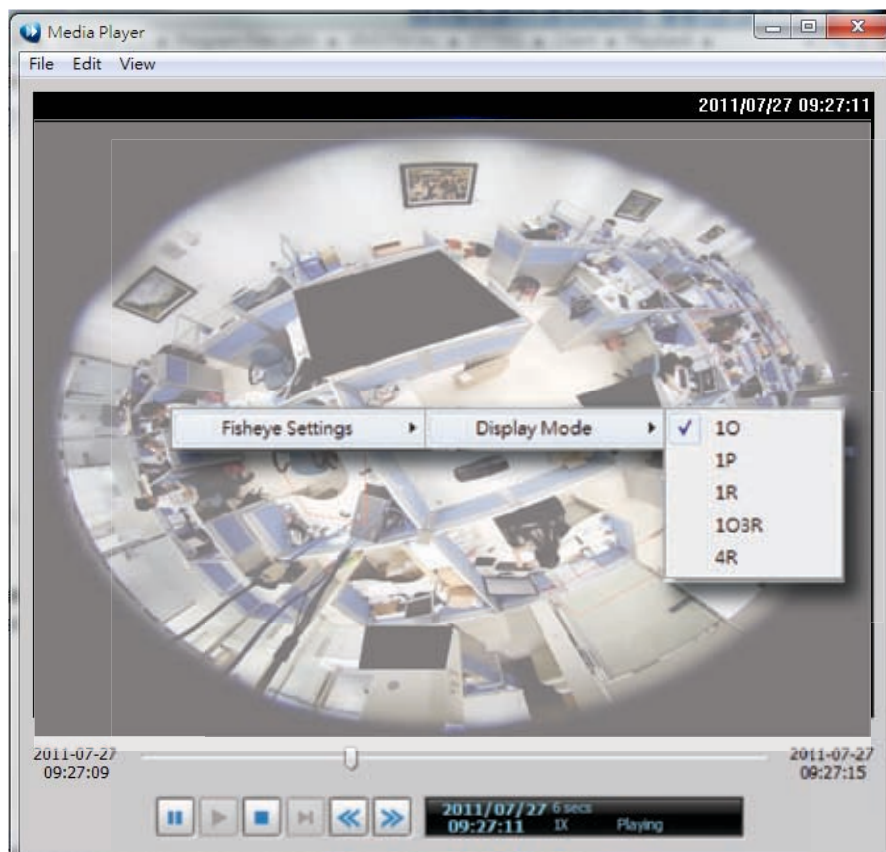 Media Player
File Edit View
2011/07/27 09:27:11
Fisheye Settings
Display Mode
1O
1P
1R
1O3R
4R
2011-07-27
09:27:09
2011-07-27
09:27:15
2011/07/27 6 secs
09:27:11 1X Playing